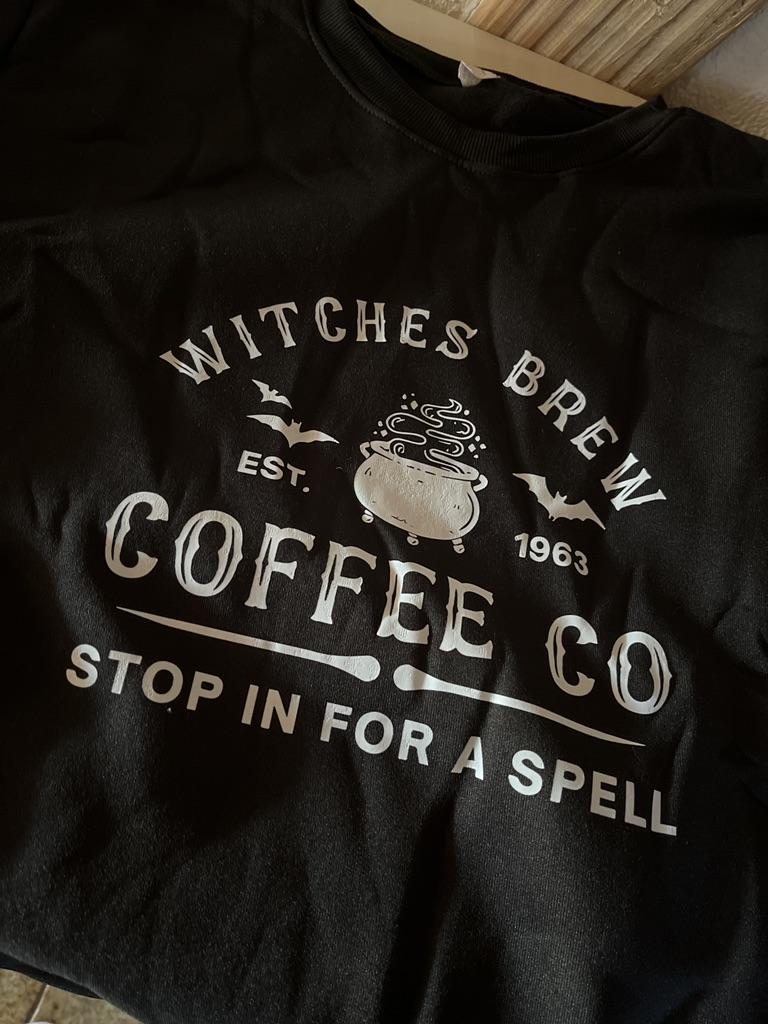 WITCHES BREW
EST. 1963
COFFEE CO
STOP IN FOR A SPELL